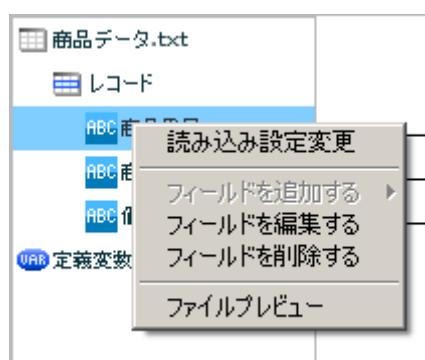 商品データ.txt
レコード
ABC
読み込み設定変更
ABC
フィールドを追加する
ABC
フィールドを編集する
VAR 定義変数
フィールドを削除する
ファイルプレビュー